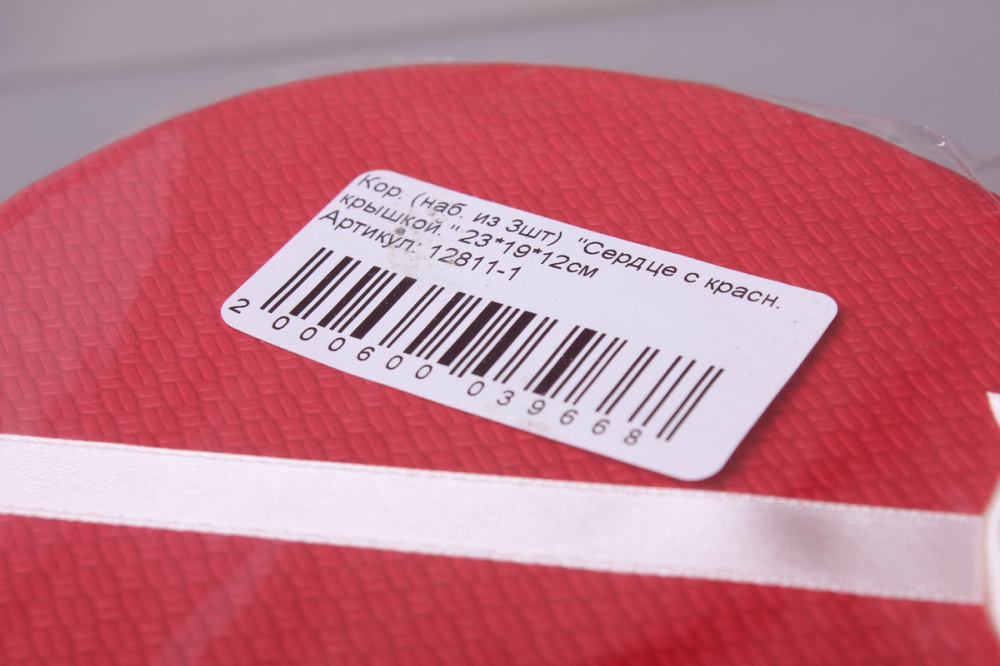 Кор. (наб. из 3шт) "Сердце с красн.
крышкой." 23*19*12см
Артикул: 12811-1
2 000600 039668